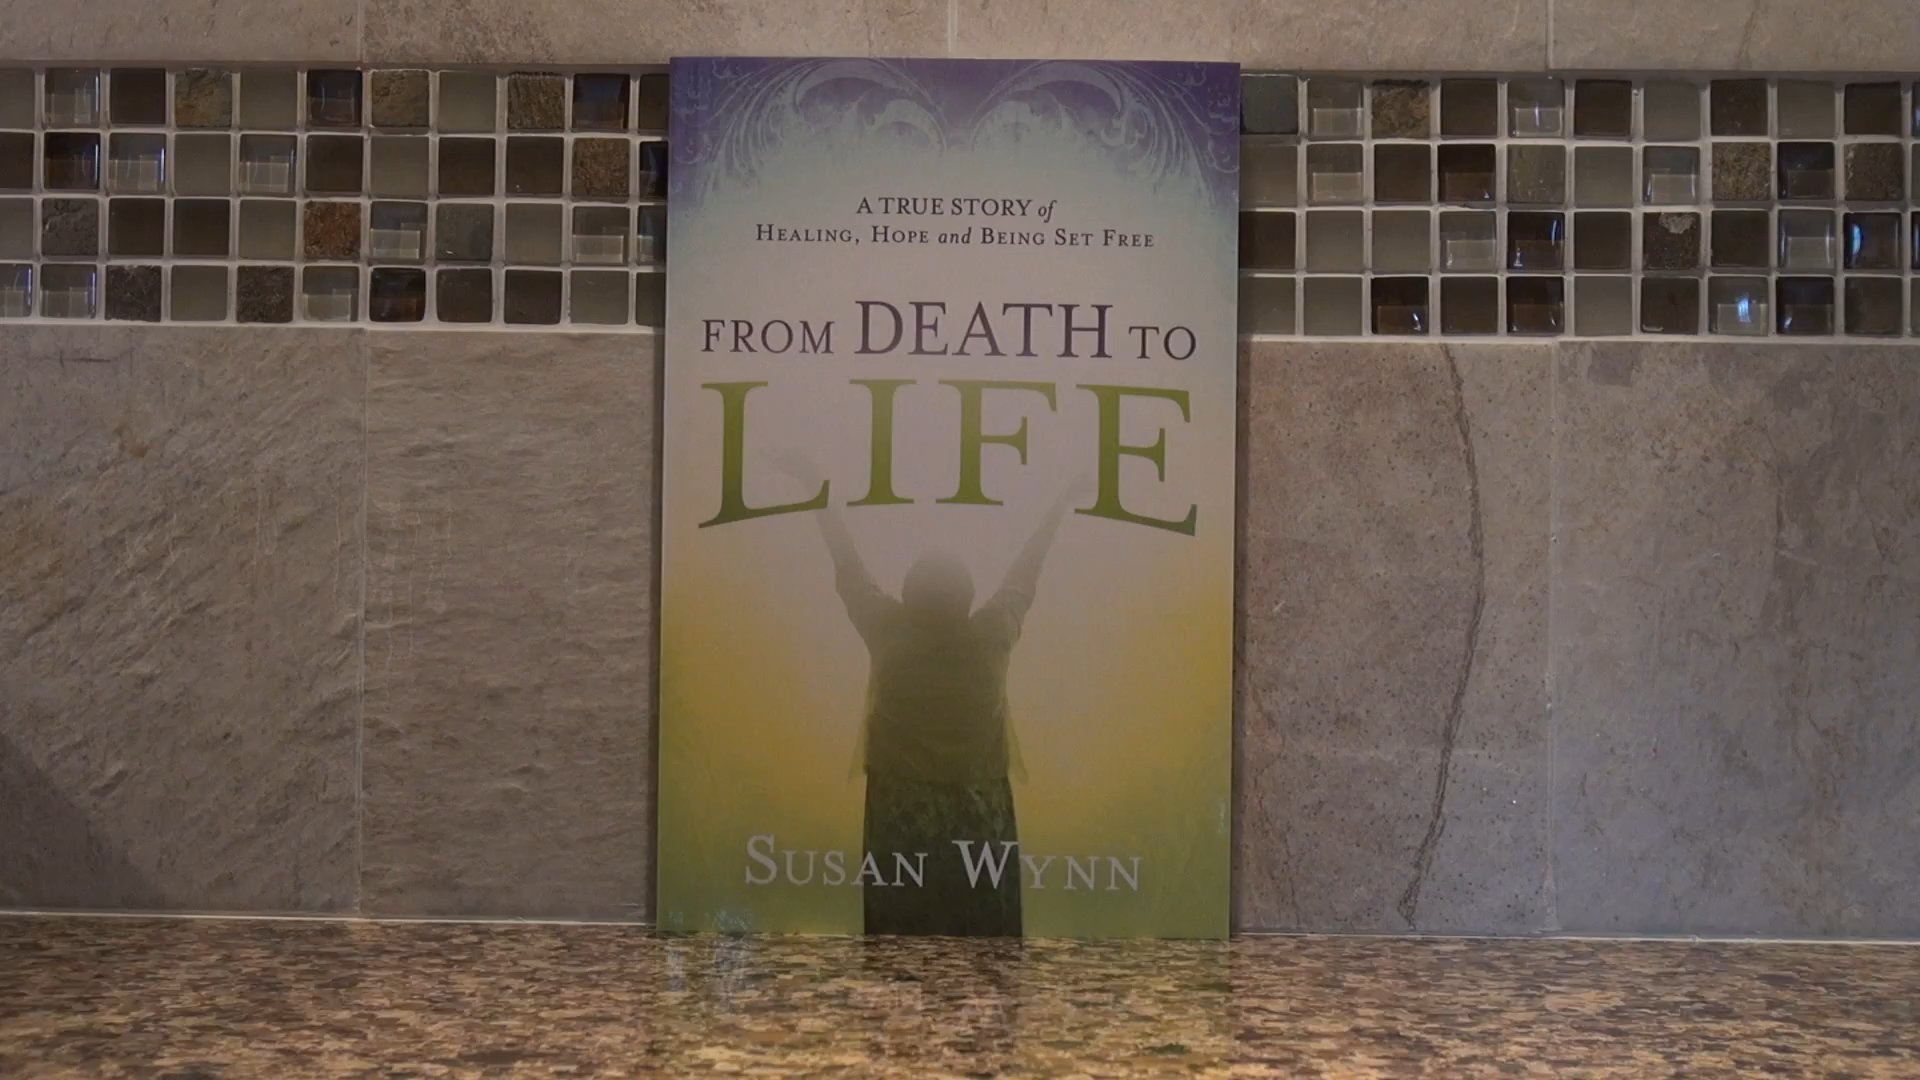 A TRUE STORY of
HEALING, HOPE and BEING SET FREE
FROM DEATH TO
LIFE
SUSAN WYNN